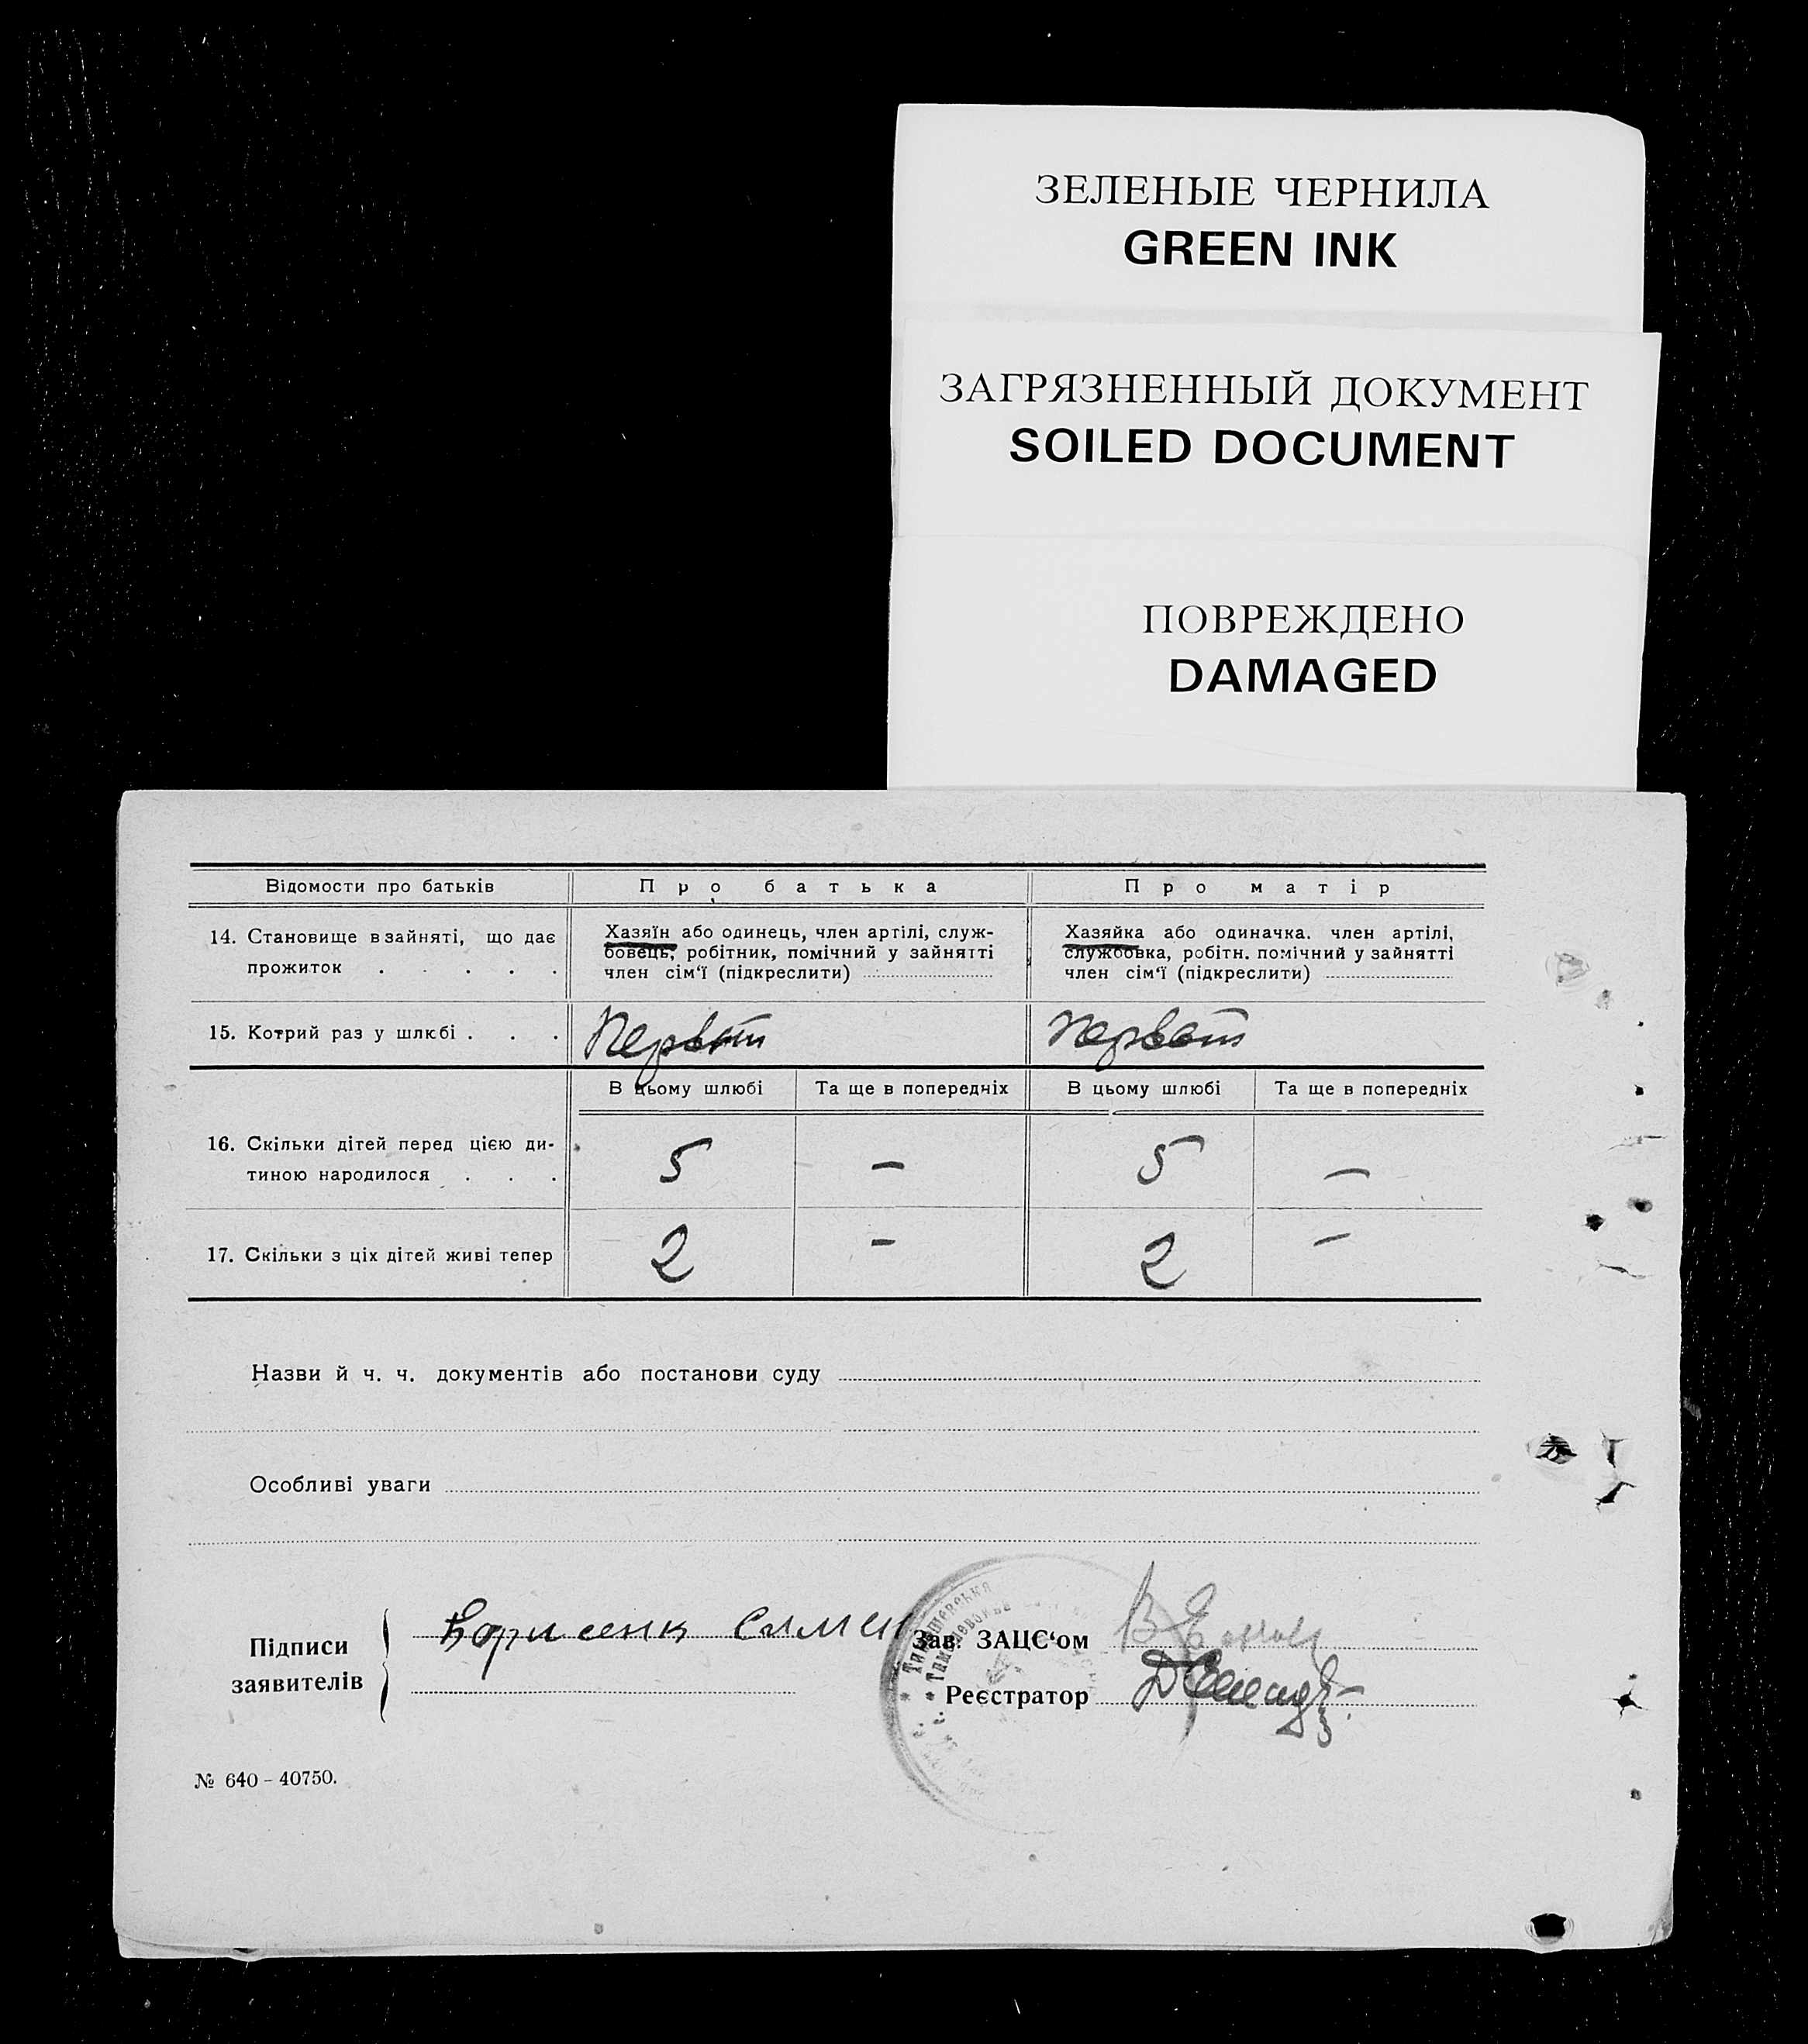 ЗЕЛЕНЫЕ ЧЕРНИЛА
GREEN INK
ЗАГРЯЗНЕННЫЙ ДОКУМЕНТ
SOILED DOCUMENT
ПОВРЕЖДЕНО
DAMAGED
Відомости про батьків
Про батька
Про матір
14. Становище в зайняті, що дає
прожиток . . . . .
Хазяїн або одинець, член артілі, служ-
бовець, робітник, помічний у зайнятті
член сім‘ї (підкреслити)
Хазяйка або одиначка. член артілі,
службовка, робітн. помічний у зайнятті
член сім‘ї (підкреслити)
15. Котрий раз у шлюбі . . .
В цьому шлюбі
Та ще в попередніх
В цьому шлюбі
Та ще в попередніх
16. Скільки дітей перед цією ди-
тиною народилося . . .
5 — 5 —
17. Скільки з ціх дітей живі тепер
2 — 2 —
Назви й ч. ч. документів або постанови суду
Особливі уваги
Підписи
заявителів
Зав. ЗАЦС‘ом
Реєстратор
№ 640 - 40750.